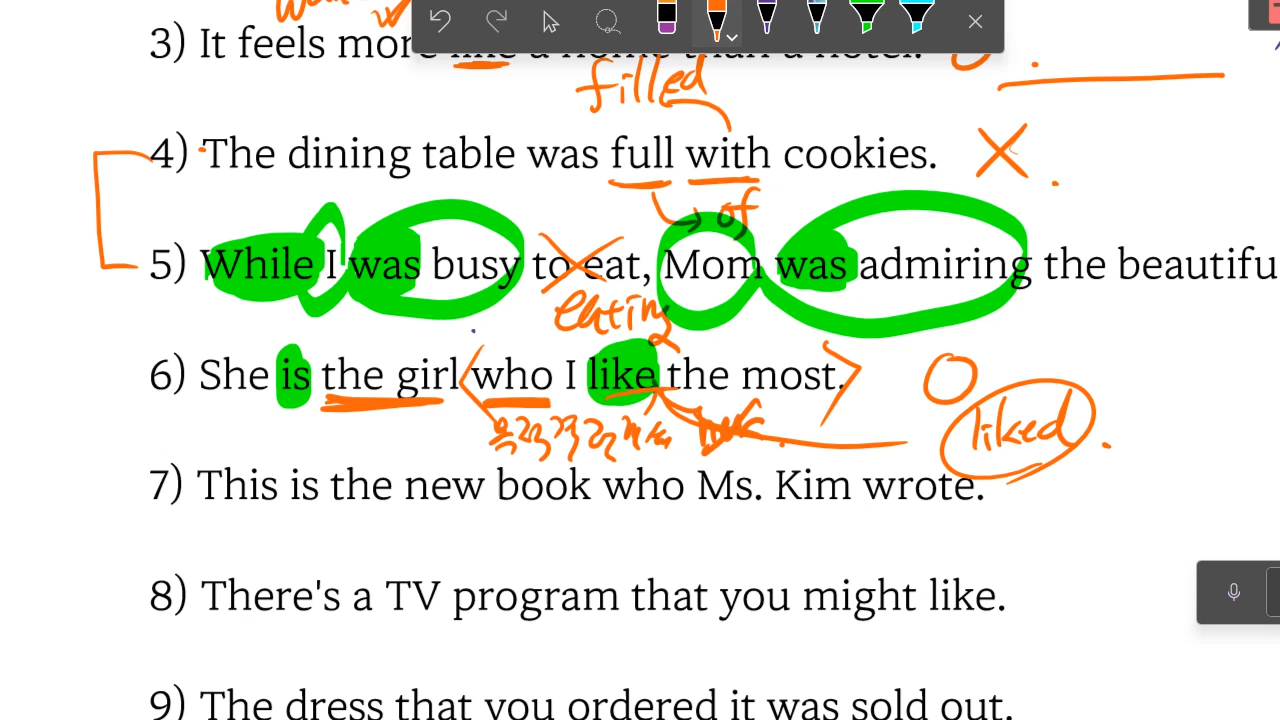 3) It feels more like a home than a hotel.
filled
4) The dining table was full with cookies. X
of
5) While I was busy to eat, Mom was admiring the beautifu
eating
6) She is the girl who I like the most. O
liked
7) This is the new book who Ms. Kim wrote.
8) There's a TV program that you might like.
9) The dress that you ordered it was sold out.